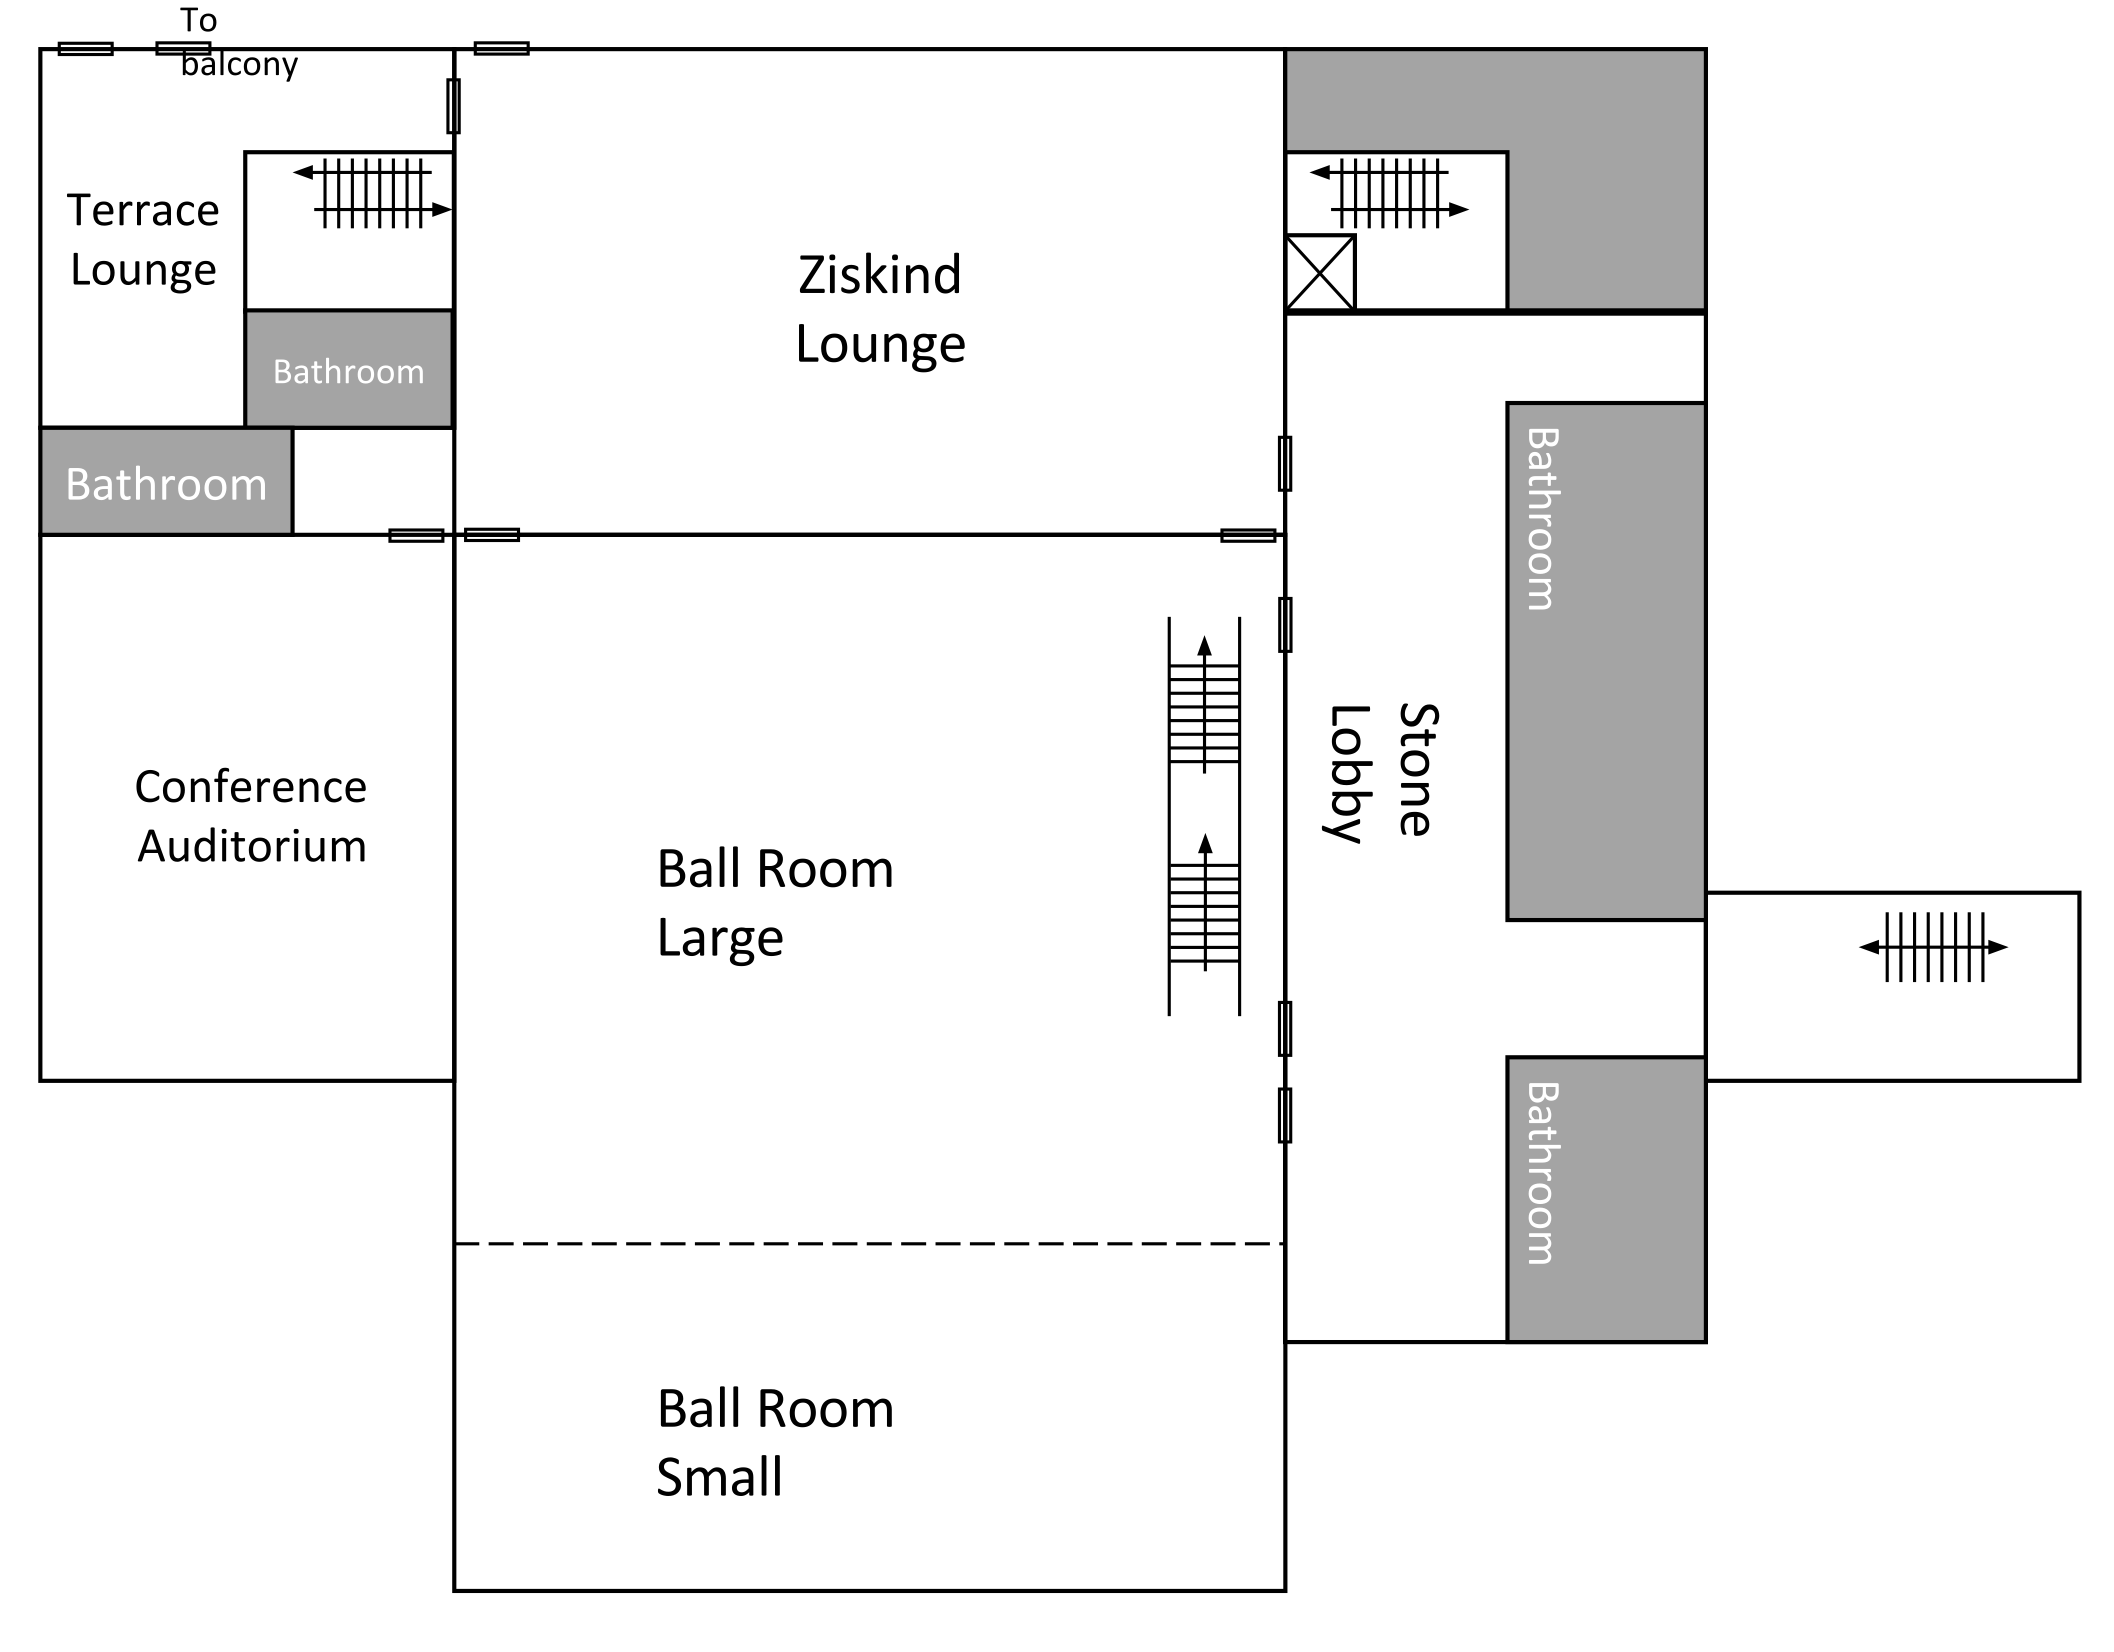 To
balcony
Terrace
Lounge
Ziskind
Lounge
Bathroom
Bathroom
Bathroom
Stone
Lobby
Conference
Auditorium
Ball Room
Large
Bathroom
Ball Room
Small